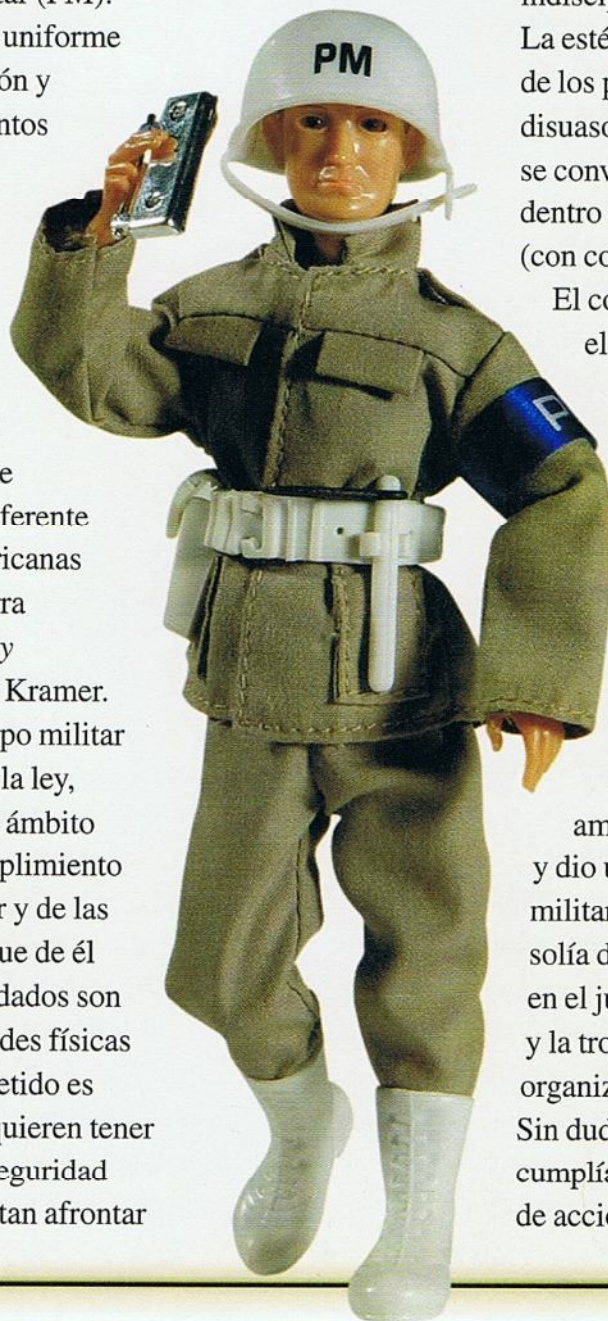 (PM).
uniforme
ón y
ntos
e
ferente
ricanas
ra
y
Kramer.
po militar
la ley,
ámbito
plimiento
r y de las
ue de él
dados son
des físicas
etido es
quieren tener
eguridad
tan afrontar
PM
P
La esté
de los p
disuaso
se conv
dentro
(con co
El co
el
am
y dio u
militar
solía d
en el ju
y la tro
organiz
Sin dud
cumplía
de acci